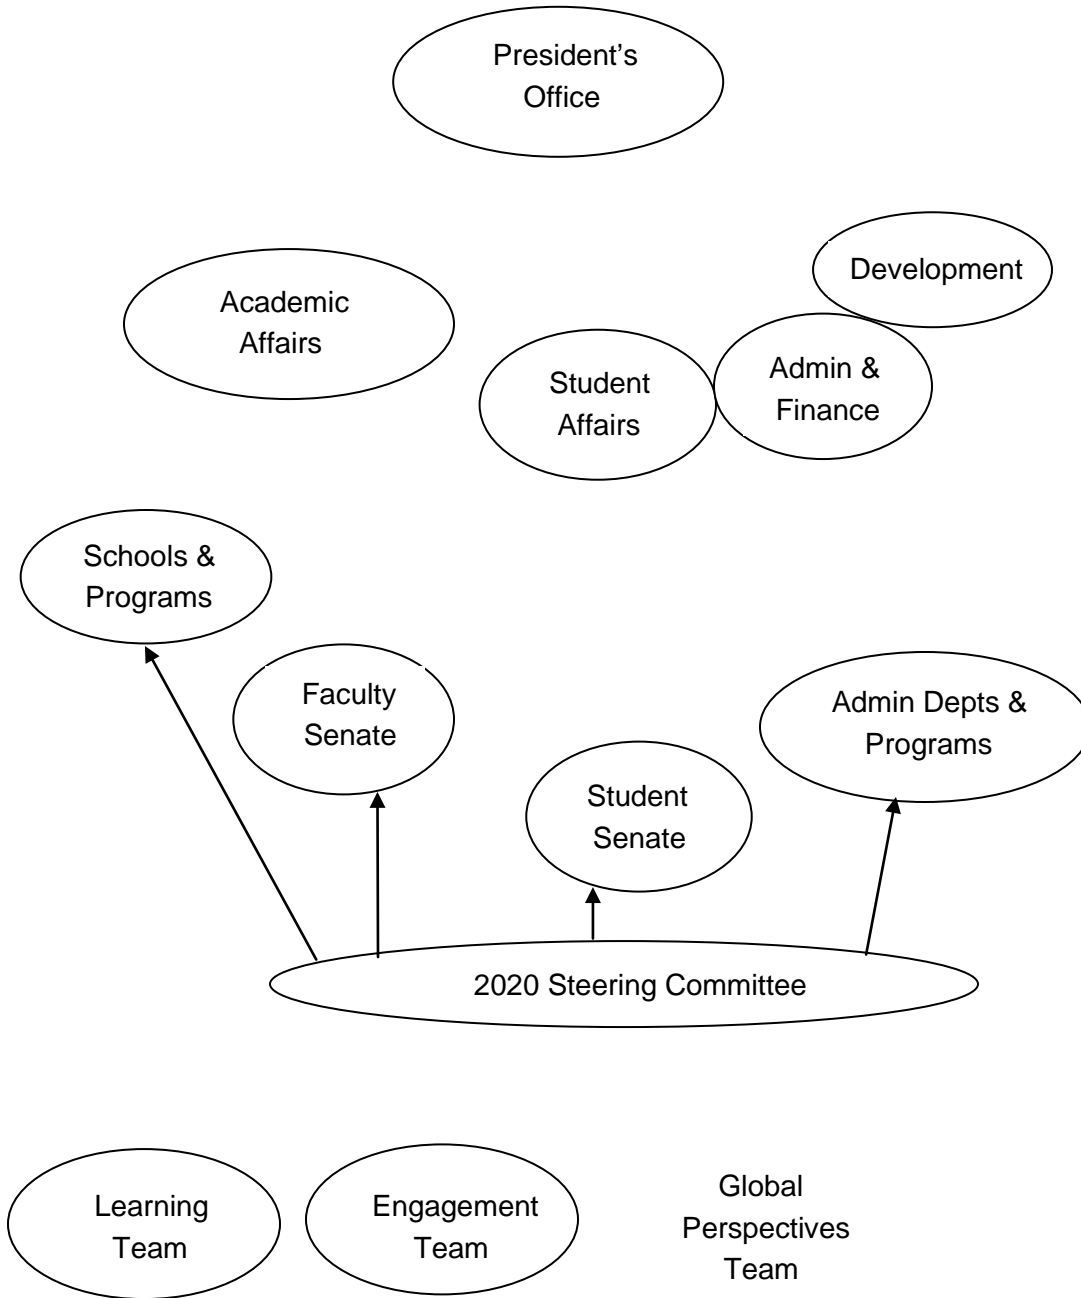 President’s
Office
Development
Academic
Affairs
Student
Affairs
Admin &
Finance
Schools &
Programs
Faculty
Senate
Admin Depts &
Programs
Student
Senate
2020 Steering Committee
Learning
Team
Engagement
Team
Global
Perspectives
Team